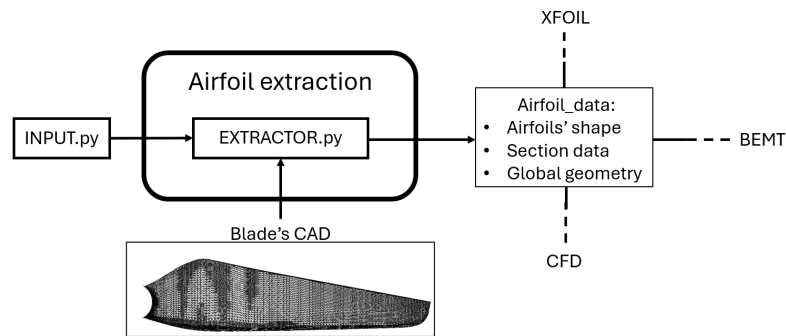 XFOIL
Airfoil extraction
INPUT.py
EXTRACTOR.py
Airfoil_data:
• Airfoils' shape
• Section data
• Global geometry
BEMT
Blade's CAD
CFD